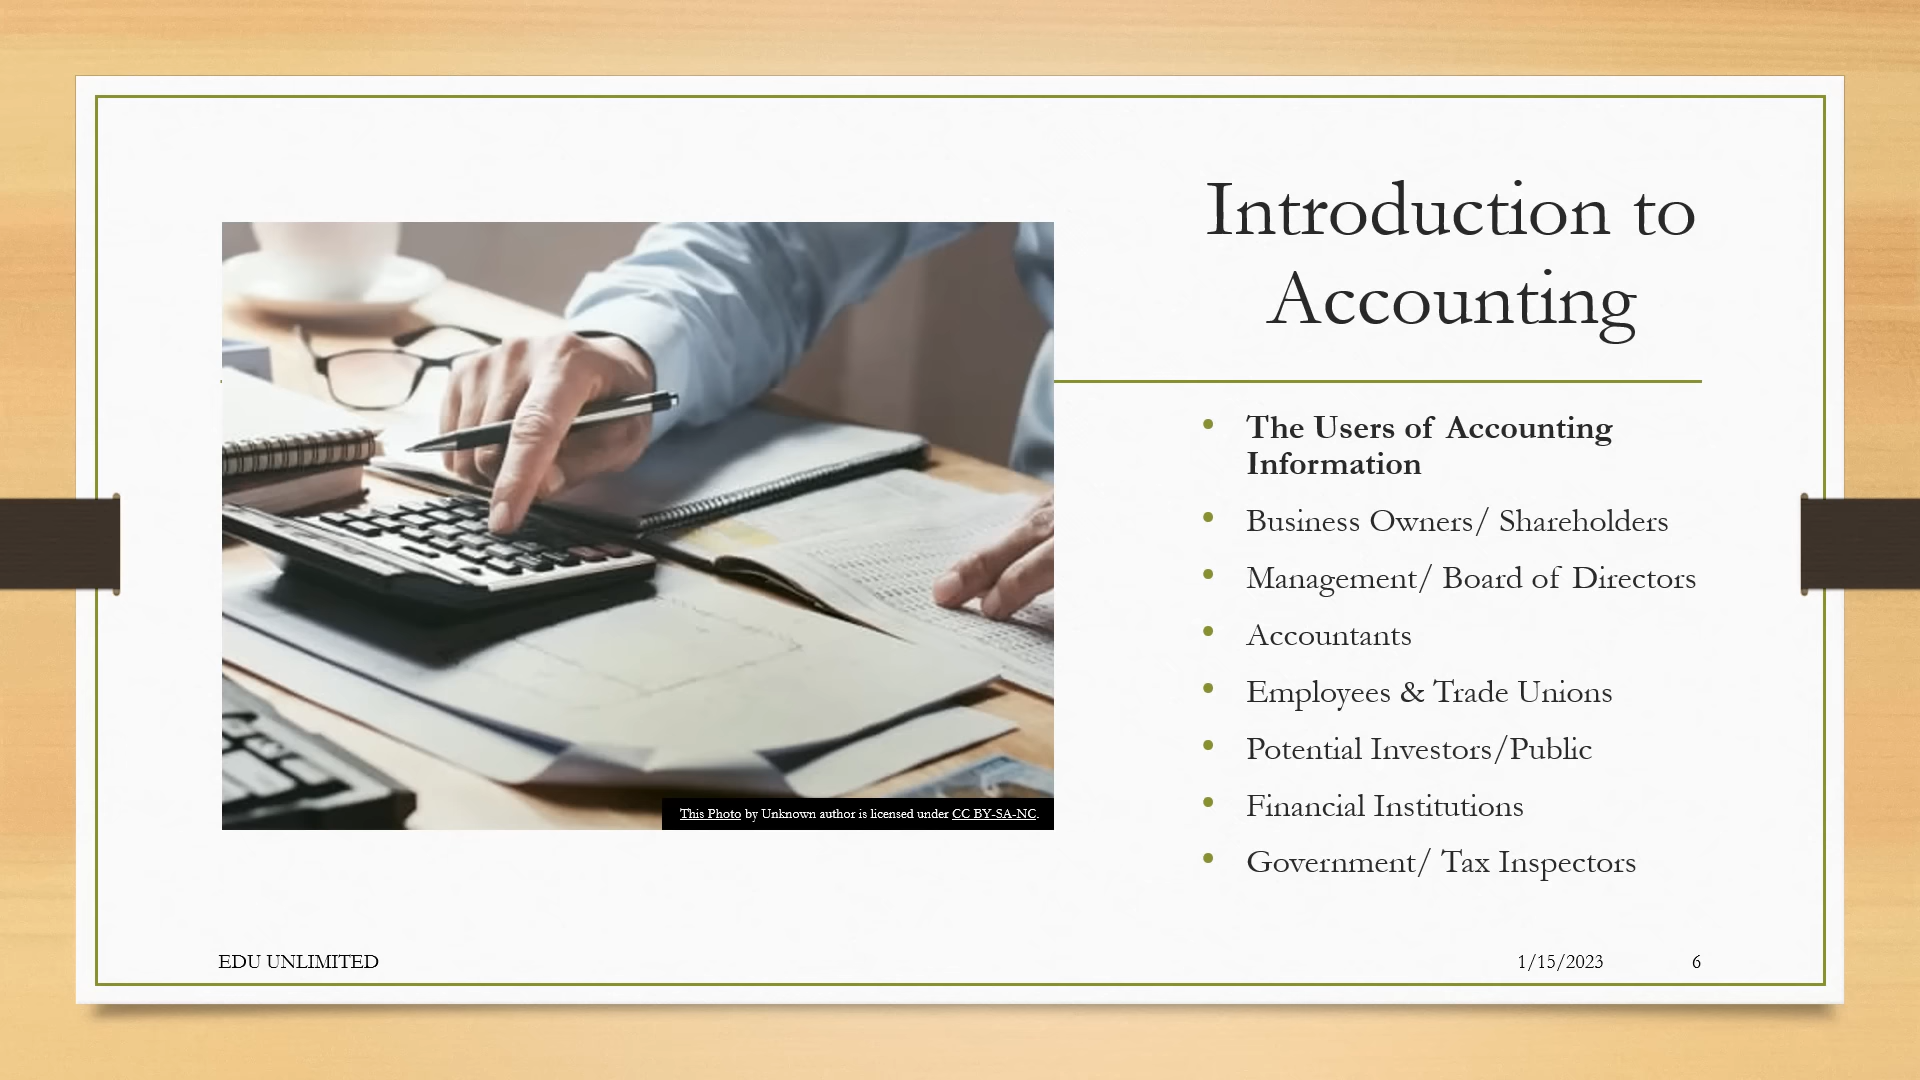 Introduction to
Accounting
• The Users of Accounting
Information
• Business Owners/ Shareholders
• Management/ Board of Directors
• Accountants
• Employees & Trade Unions
• Potential Investors/Public
• Financial Institutions
• Government/ Tax Inspectors
This Photo by Unknown author is licensed under CC BY-SA-NC.
EDU UNLIMITED
1/15/2023
6